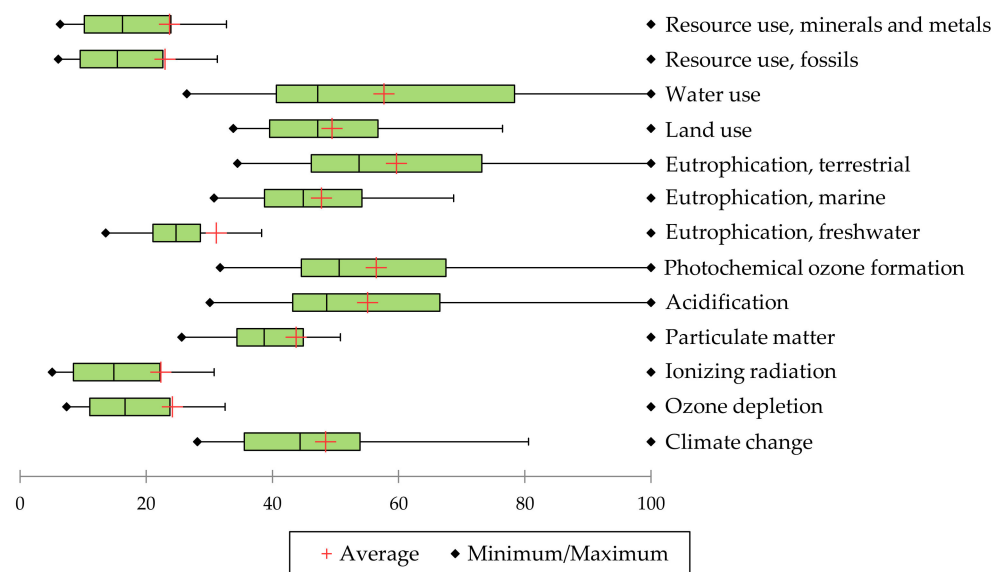 Resource use, minerals and metals
Resource use, fossils
Water use
Land use
Eutrophication, terrestrial
Eutrophication, marine
Eutrophication, freshwater
Photochemical ozone formation
Acidification
Particulate matter
Ionizing radiation
Ozone depletion
Climate change
0 20 40 60 80 100
Average Minimum/Maximum